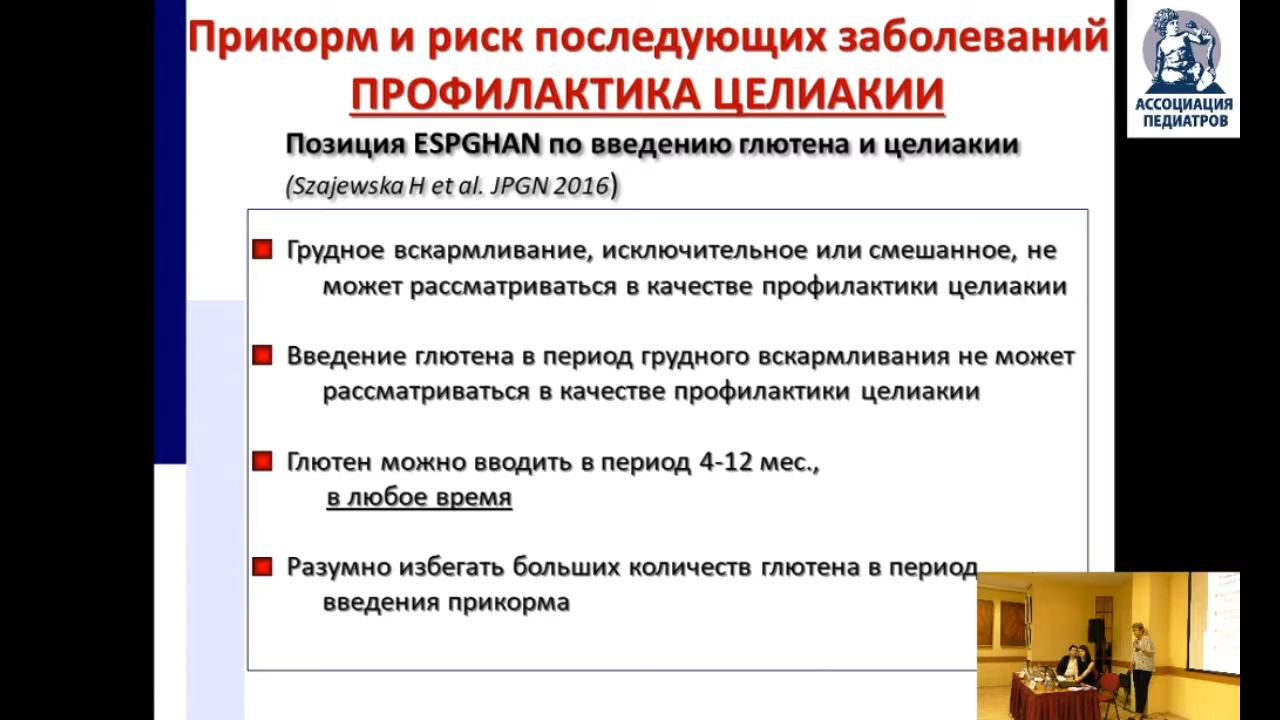 Прикорм и риск последующих заболеваний
ПРОФИЛАКТИКА ЦЕЛИАКИИ
Позиция ESPGHAN по введению глютена и целиакии
(Szajewska H et al. JPGN 2016)
Грудное вскармливание, исключительное или смешанное, не
может рассматриваться в качестве профилактики целиакии
Введение глютена в период грудного вскармливания не может
рассматриваться в качестве профилактики целиакии
Глютен можно вводить в период 4-12 мес.,
в любое время
Разумно избегать больших количеств глютена в период
введения прикорма
АССОЦИАЦИЯ
ПЕДИАТРОВ